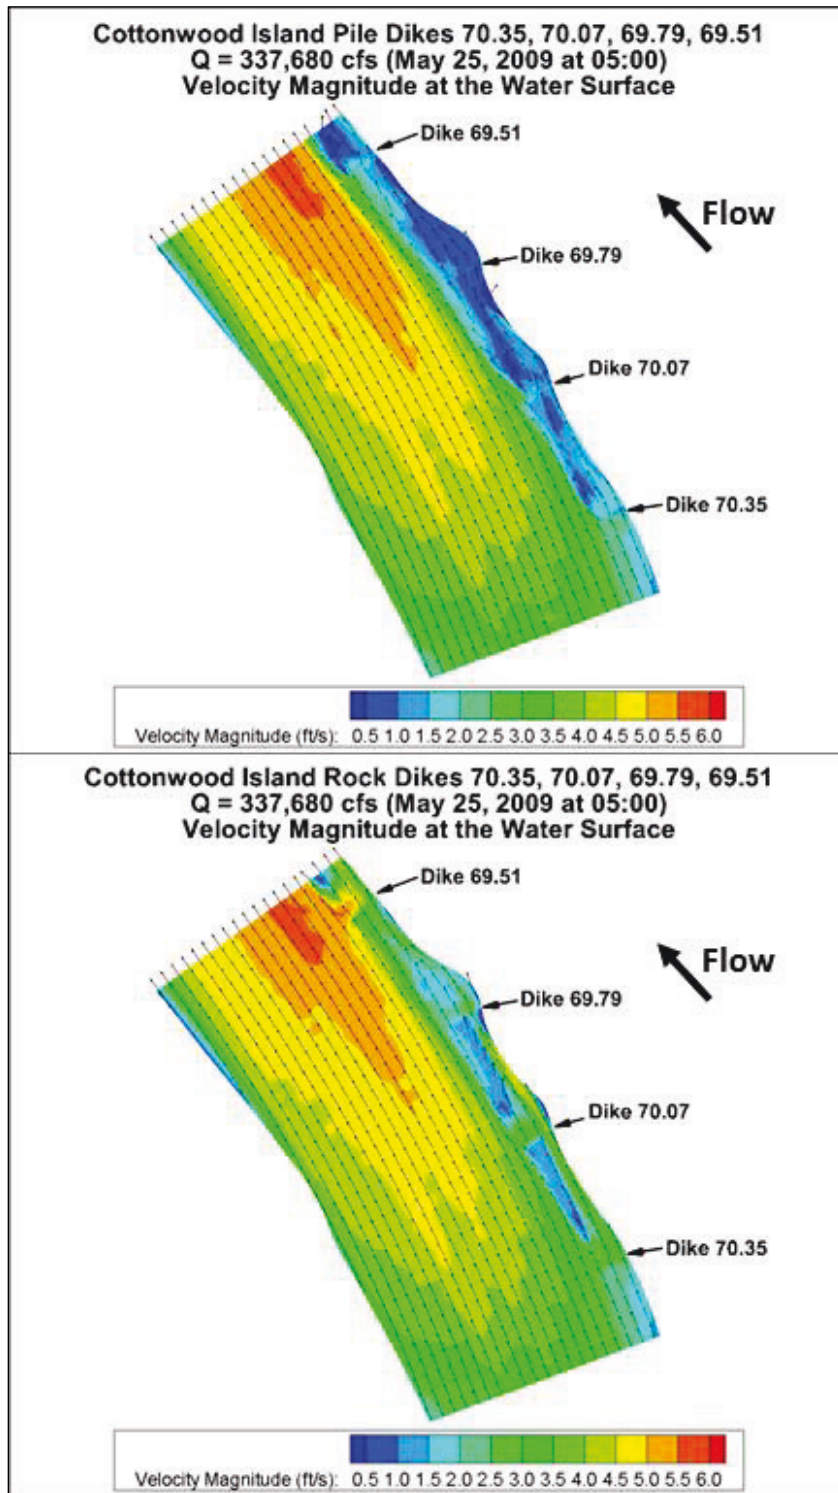 Cottonwood Island Pile Dikes 70.35, 70.07, 69.79, 69.51
Q = 337,680 cfs (May 25, 2009 at 05:00)
Velocity Magnitude at the Water Surface
Dike 69.51
Flow
Dike 69.79
Dike 70.07
Dike 70.35
Velocity Magnitude (ft/s): 0.5 1.0 1.5 2.0 2.5 3.0 3.5 4.0 4.5 5.0 5.5 6.0
Cottonwood Island Rock Dikes 70.35, 70.07, 69.79, 69.51
Q = 337,680 cfs (May 25, 2009 at 05:00)
Velocity Magnitude at the Water Surface
Dike 69.51
Flow
Dike 69.79
Dike 70.07
Dike 70.35
Velocity Magnitude (ft/s): 0.5 1.0 1.5 2.0 2.5 3.0 3.5 4.0 4.5 5.0 5.5 6.0